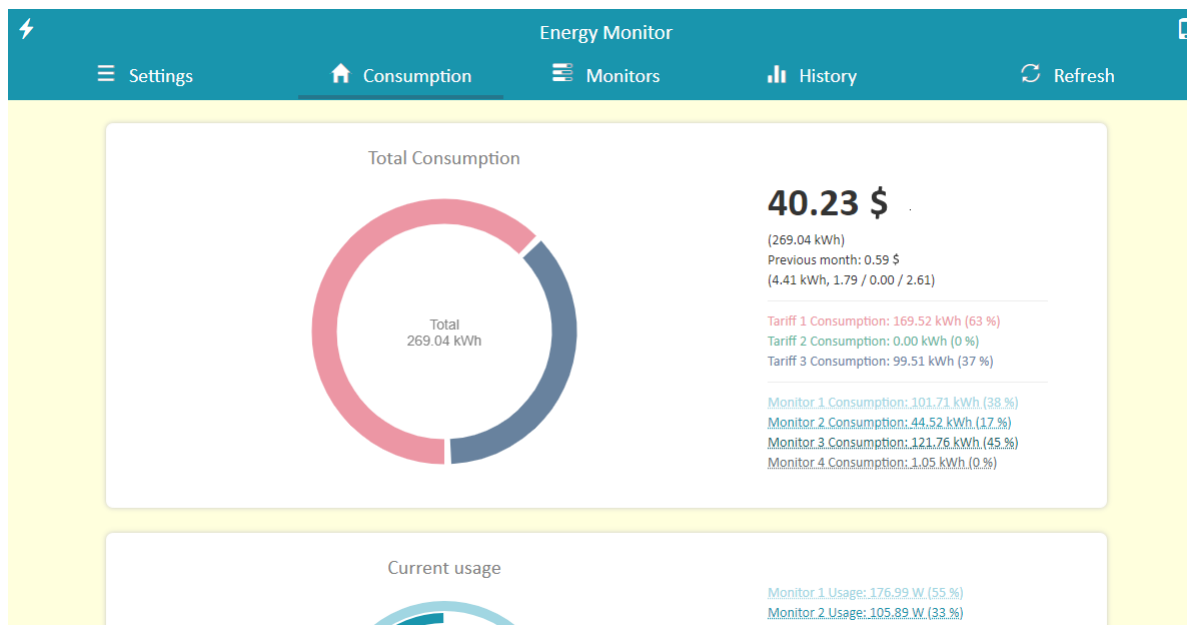 Energy Monitor
Settings
Consumption
Monitors
History
Refresh
Total Consumption
Total
269.04 kWh
40.23 $
(269.04 kWh)
Previous month: 0.59 $
(4.41 kWh, 1.79 / 0.00 / 2.61)
Tariff 1 Consumption: 169.52 kWh (63 %)
Tariff 2 Consumption: 0.00 kWh (0 %)
Tariff 3 Consumption: 99.51 kWh (37 %)
Monitor 1 Consumption: 101.71 kWh (38 %)
Monitor 2 Consumption: 44.52 kWh (17 %)
Monitor 3 Consumption: 121.76 kWh (45 %)
Monitor 4 Consumption: 1.05 kWh (0 %)
Current usage
Monitor 1 Usage: 176.99 W (55 %)
Monitor 2 Usage: 105.89 W (33 %)